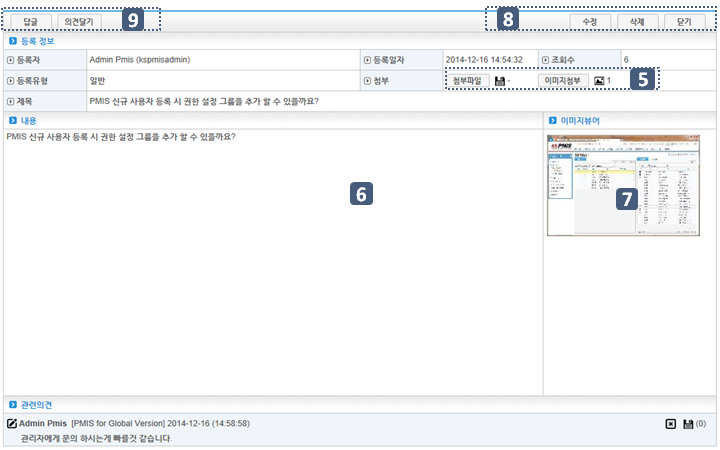 답글 의견달기 9 8 수정 삭제 닫기
등록 정보
등록자 Admin Pmis (kspmisadmin) 등록일자 2014-12-16 14:54:32 조회수 6
등록유형 일반 첨부 첨부파일 - 이미지첨부 1 5
제목 PMIS 신규 사용자 등록 시 권한 설정 그룹을 추가 할 수 있을까요?
내용 이미지뷰어
PMIS 신규 사용자 등록 시 권한 설정 그룹을 추가 할 수 있을까요?
PMIS
6 7
관련의견
Admin Pmis [PMIS for Global Version] 2014-12-16 (14:58:58) (0)
관리자에게 문의 하시는게 빠를것 같습니다.